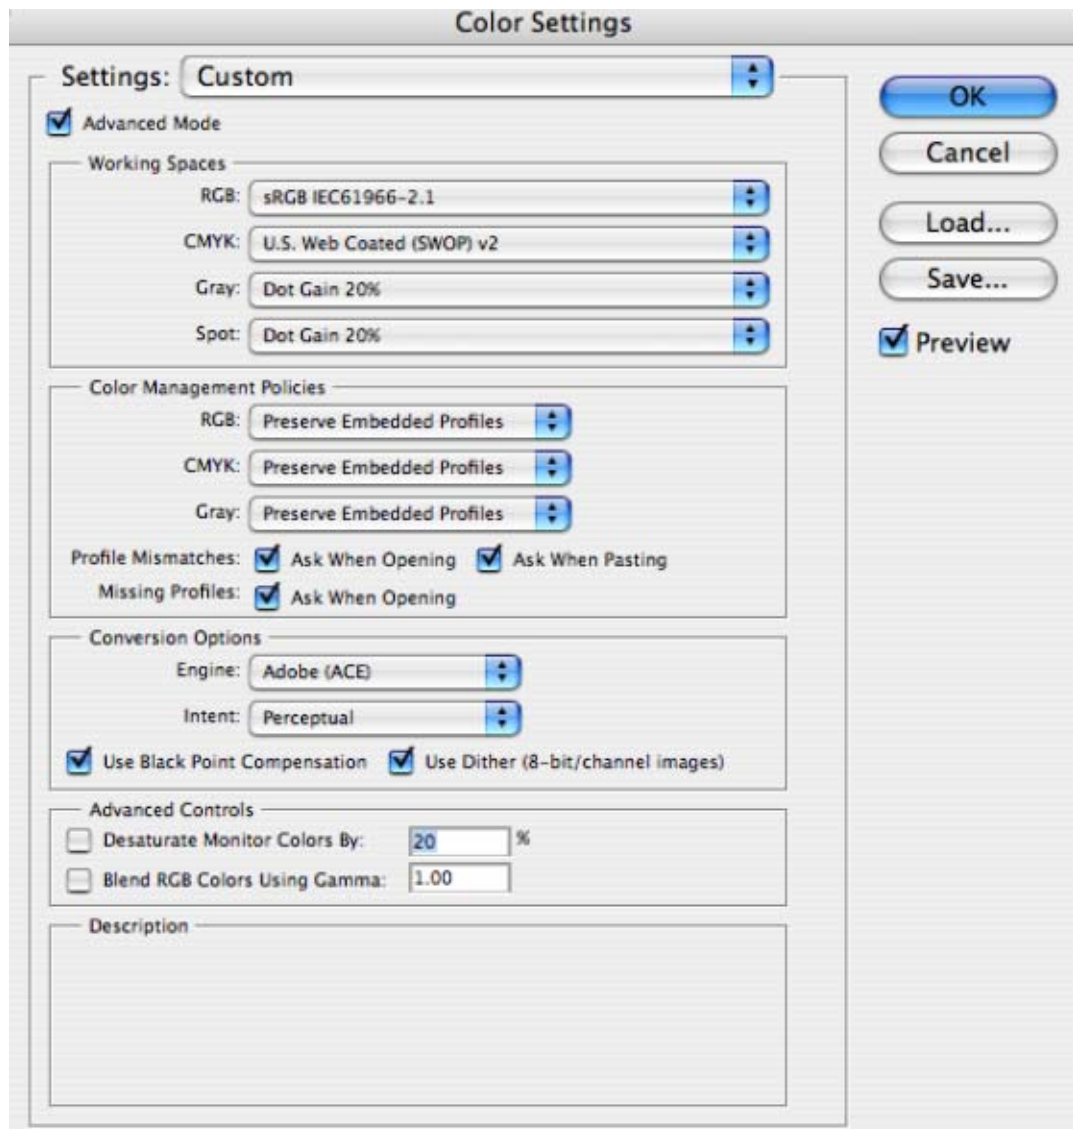 Color Settings
Settings: Custom
OK
Advanced Mode
Cancel
Working Spaces
RGB: sRGB IEC61966-2.1
Load...
CMYK: U.S. Web Coated (SWOP) v2
Save...
Gray: Dot Gain 20%
Spot: Dot Gain 20%
Preview
Color Management Policies
RGB: Preserve Embedded Profiles
CMYK: Preserve Embedded Profiles
Gray: Preserve Embedded Profiles
Profile Mismatches: Ask When Opening Ask When Pasting
Missing Profiles: Ask When Opening
Conversion Options
Engine: Adobe (ACE)
Intent: Perceptual
Use Black Point Compensation Use Dither (8-bit/channel images)
Advanced Controls
Desaturate Monitor Colors By: 20 %
Blend RGB Colors Using Gamma: 1.00
Description